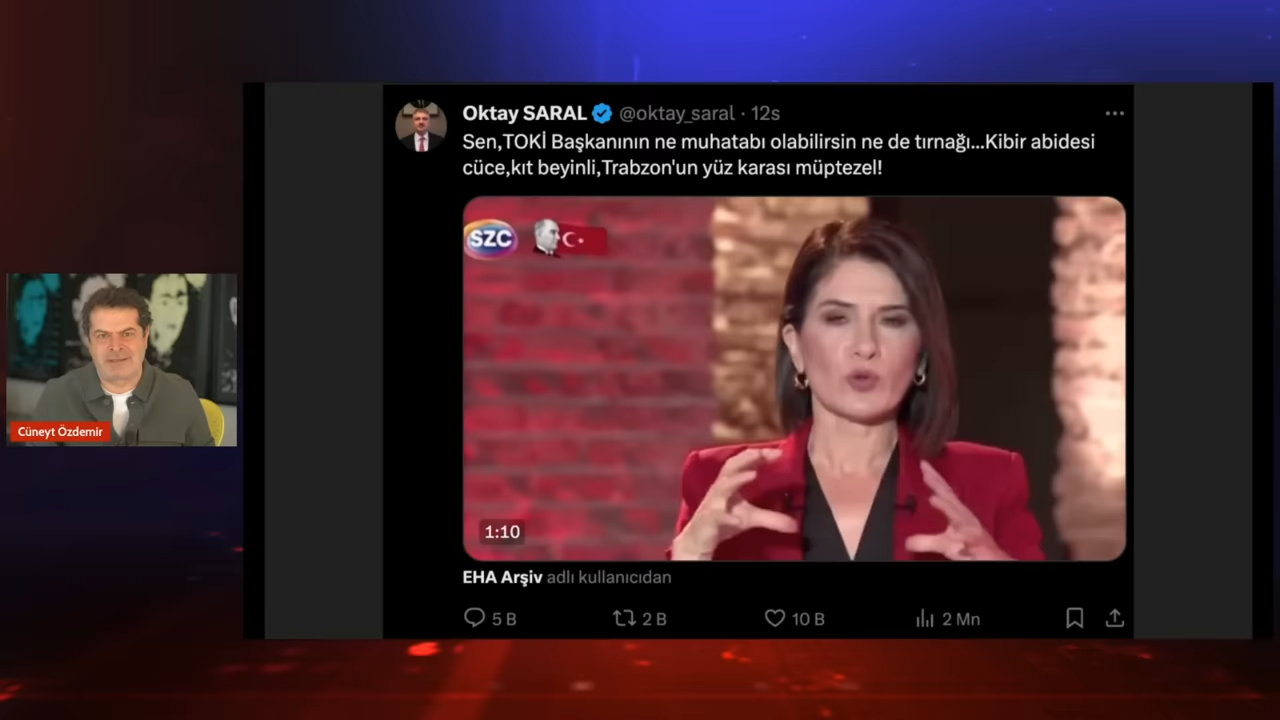 Oktay SARAL @oktay_saral · 12s
Sen,TOKİ Başkanının ne muhatabı olabilirsin ne de tırnağı...Kibir abidesi
cüce,kıt beyinli,Trabzon'un yüz karası müptezel!
SZC
Cüneyt Özdemir
1:10
EHA Arşiv adlı kullanıcıdan
5 B 2 B 10 B 2 Mn